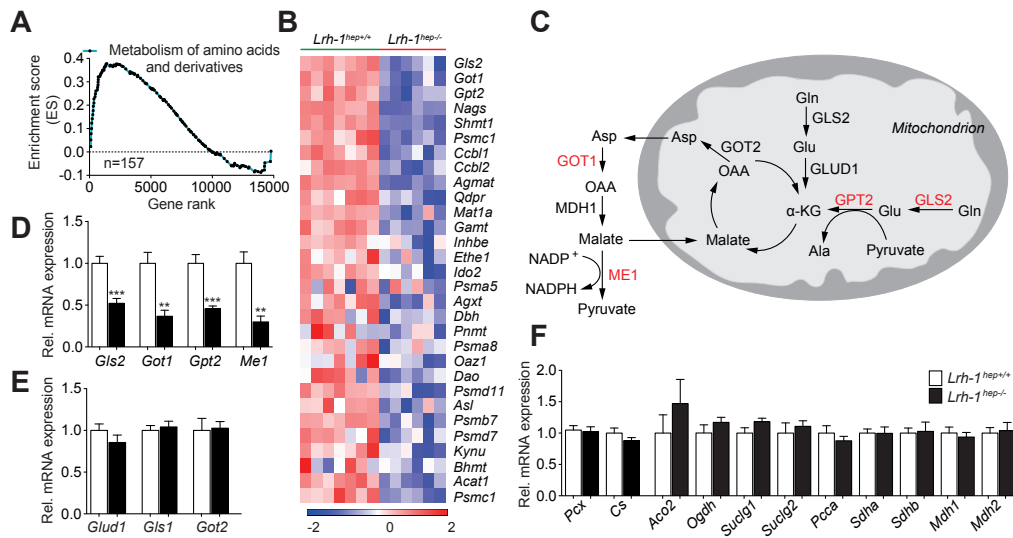 A
Metabolism of amino acids
and derivatives
Enrichment score
(ES)
0.4
0.3
0.2
0.1
0.0
-0.1
n=157
0
5000
10000
15000
Gene rank
B
Lrh-1hep+/+
Lrh-1hep-/-
Gls2
Got1
Gpt2
Nags
Shmt1
Psmc1
Ccbl1
Ccbl2
Agmat
Qdpr
Mat1a
Gamt
Inhbe
Ethe1
Ido2
Psma5
Agxt
Dbh
Pnmt
Psma8
Oaz1
Dao
Psmd11
Asl
Psmb7
Psmd7
Kynu
Bhmt
Acat1
Psmc1
-2
0
2
C
Mitochondrion
Gln
GLS2
Glu
GLUD1
Asp
Asp
GOT2
GOT1
OAA
OAA
MDH1
α-KG
GPT2
Glu
GLS2
Gln
Malate
Malate
Ala
Pyruvate
NADP+
ME1
NADPH
Pyruvate
D
Rel. mRNA expression
1.5
1.0
0.5
0.0
***
**
***
**
Gls2
Got1
Gpt2
Me1
E
Rel. mRNA expression
1.5
1.0
0.5
0.0
Glud1
Gls1
Got2
F
Lrh-1hep+/+
Lrh-1hep-/-
Rel. mRNA expression
2.0
1.5
1.0
0.5
0.0
Pcx
Cs
Aco2
Ogdh
Suclg1
Suclg2
Pcca
Sdha
Sdhb
Mdh1
Mdh2